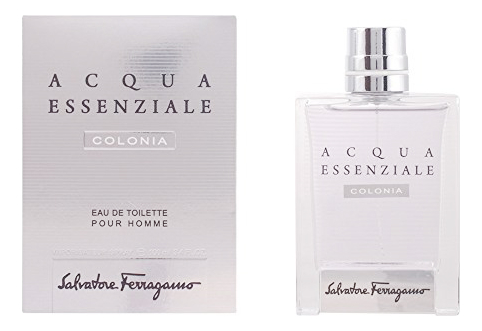 ACQUA
ESSENZIALE
COLONIA
EAU DE TOILETTE
POUR HOMME
Salvatore Ferragamo
ACQUA
ESSENZIALE
COLONIA
Salvatore Ferragamo